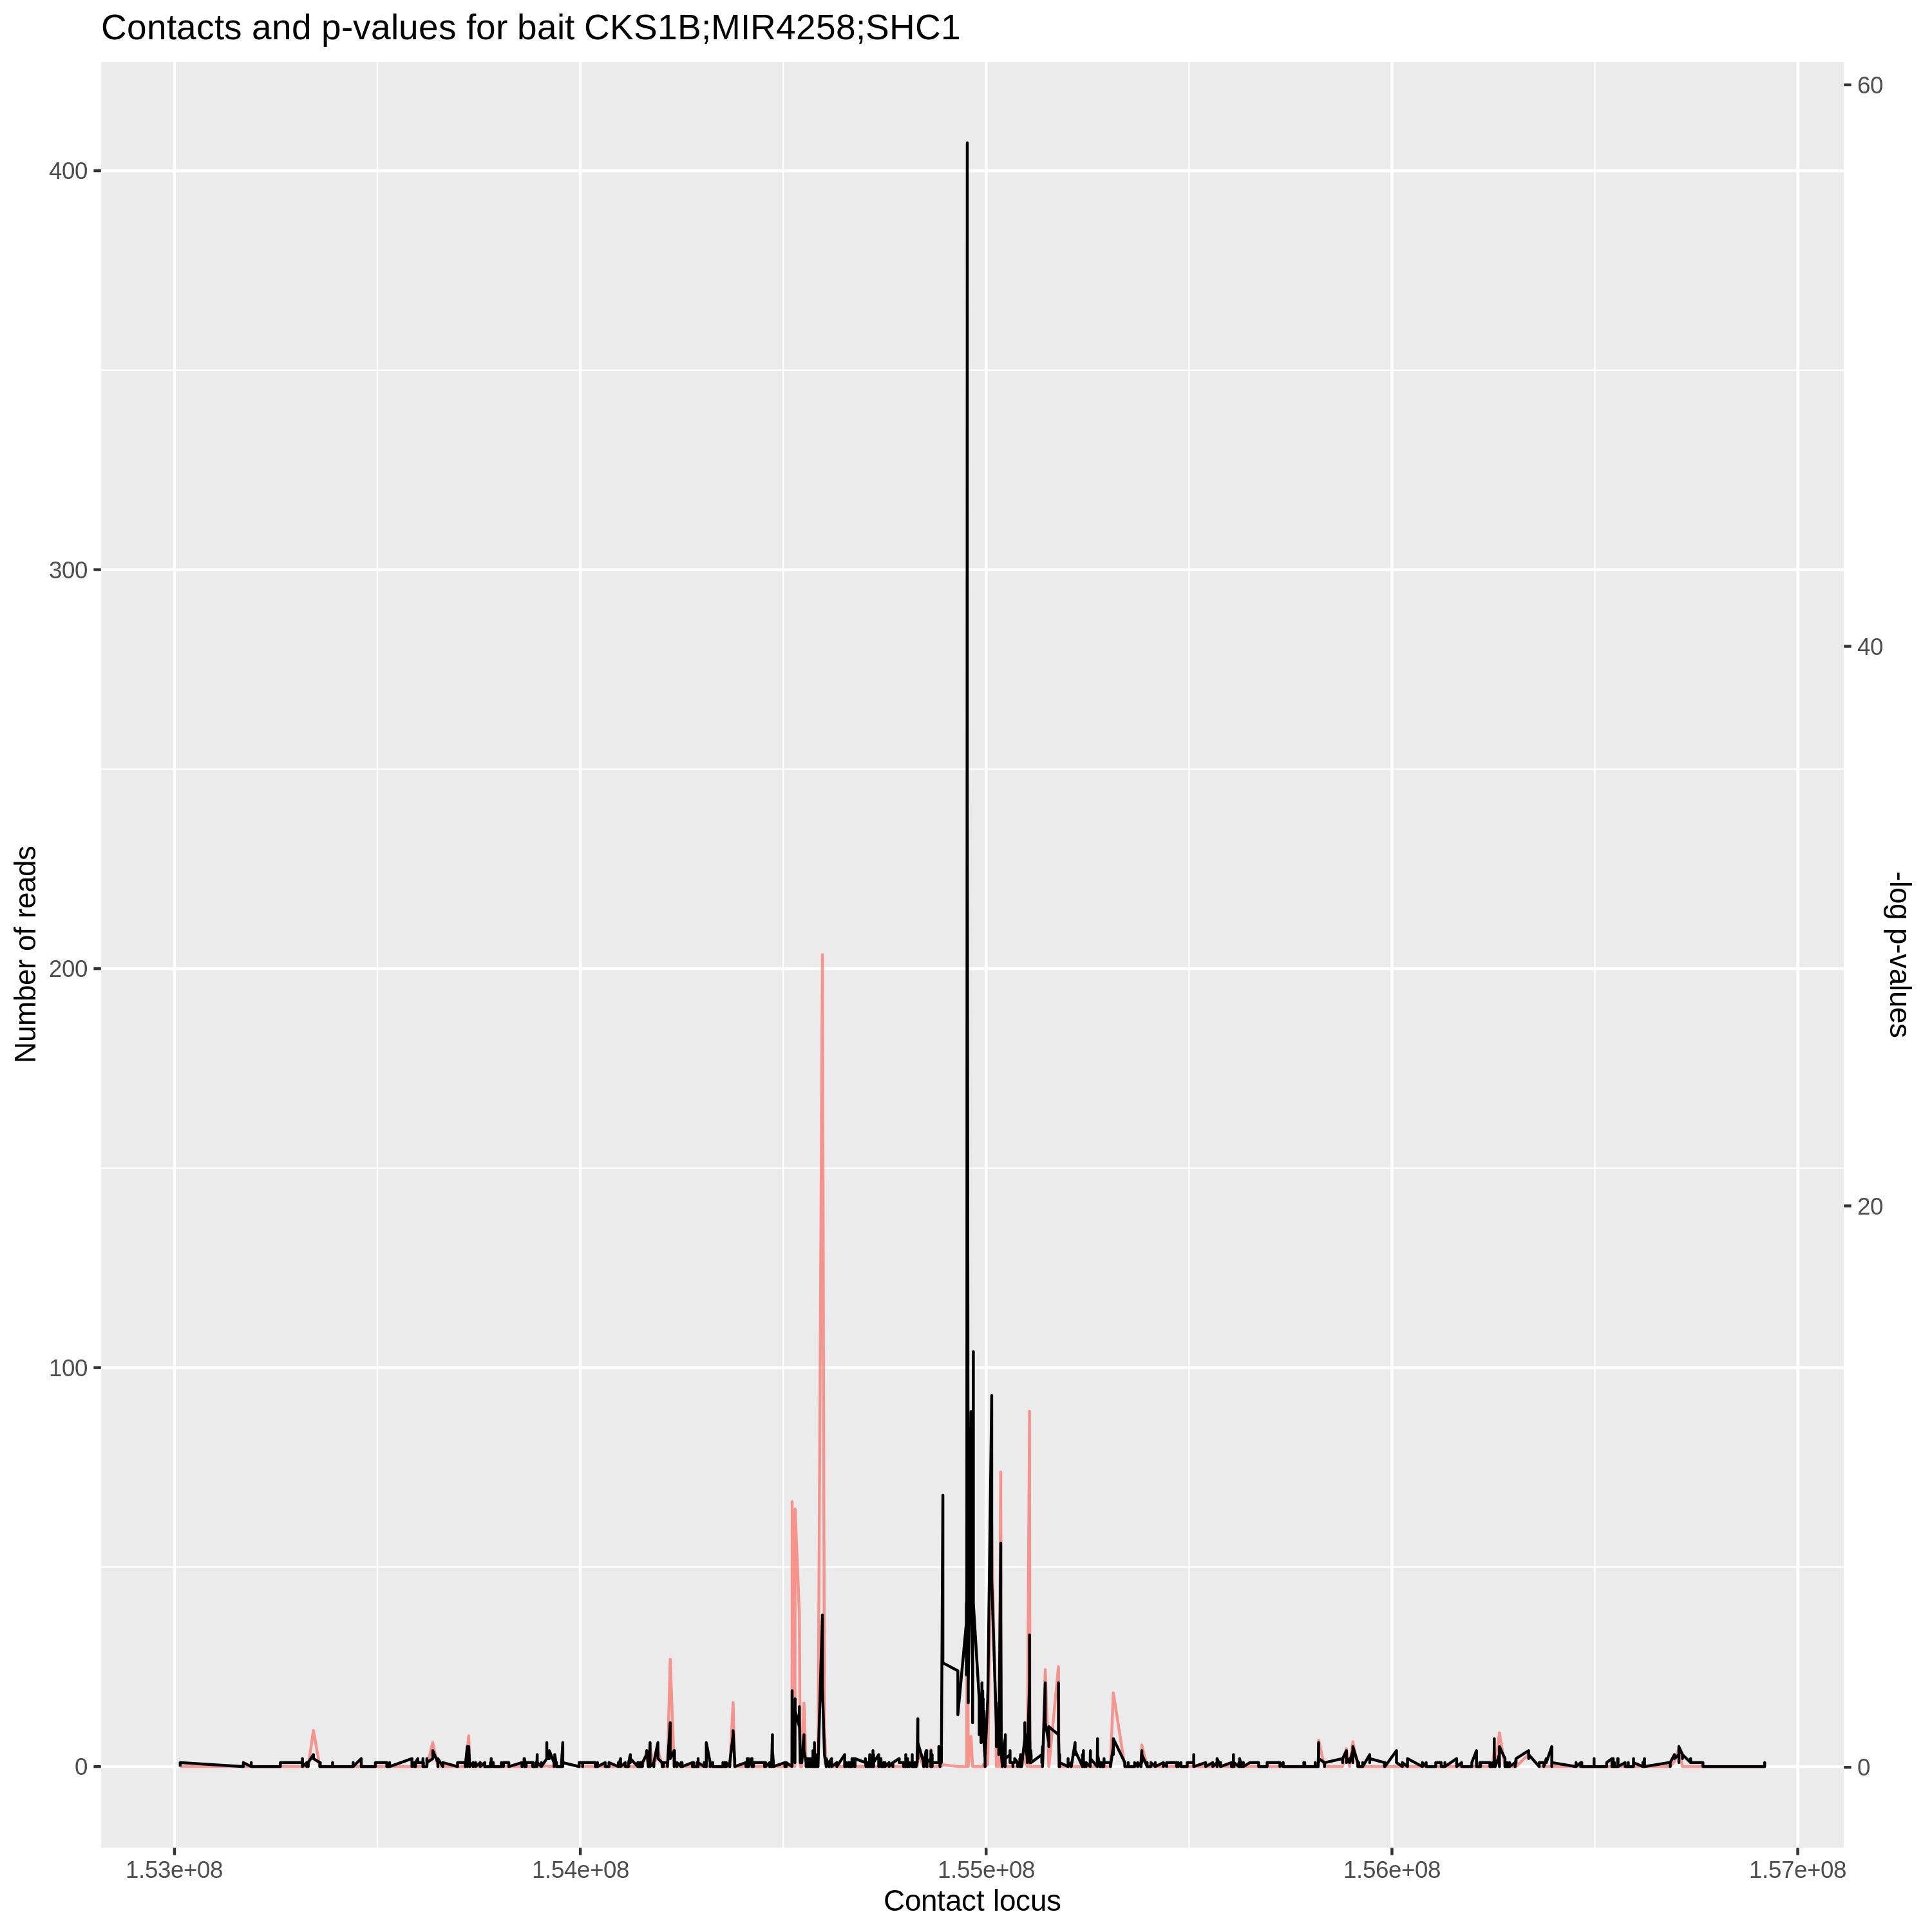 Contacts and p-values for bait CKS1B;MIR4258;SHC1
400
300
200
100
0
Number of reads
60
40
20
0
-log p-values
1.53e+08
1.54e+08
1.55e+08
1.56e+08
1.57e+08
Contact locus